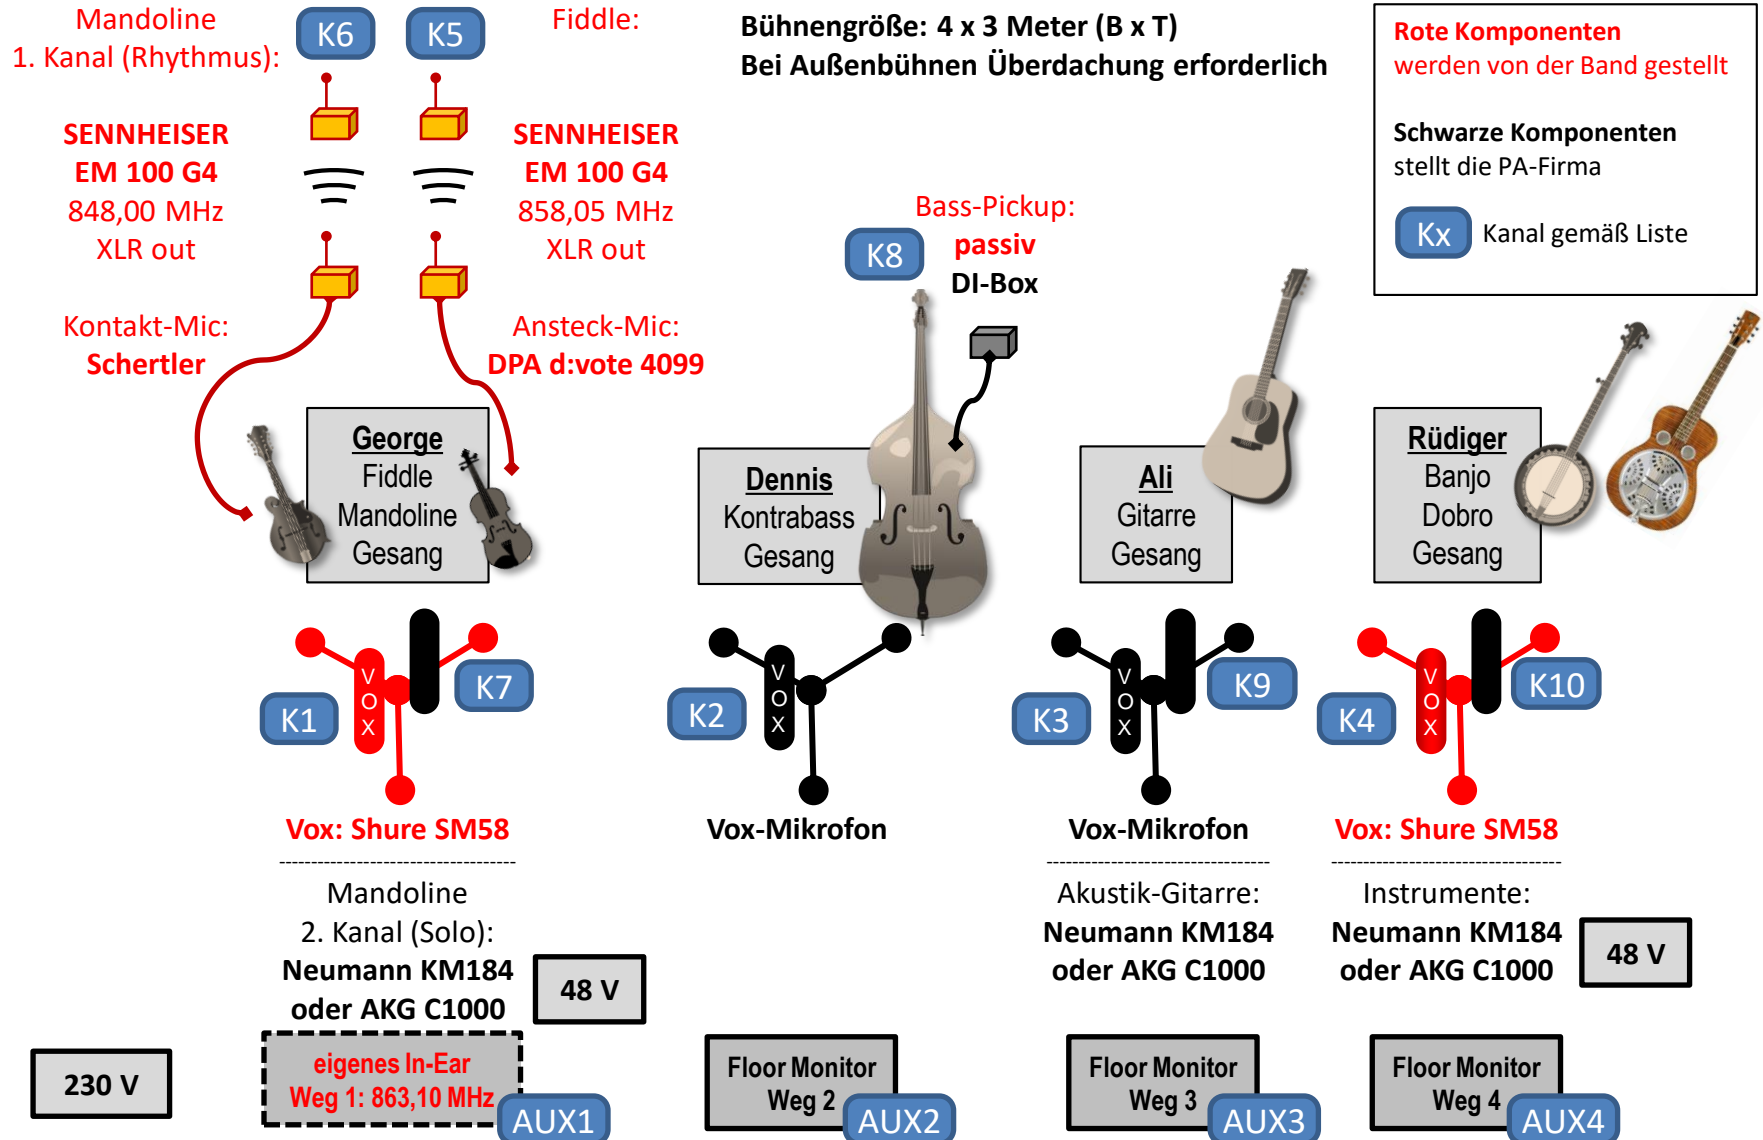 Mandoline
1. Kanal (Rhythmus):
K6
K5
Fiddle:
Bühnengröße: 4 x 3 Meter (B x T)
Bei Außenbühnen Überdachung erforderlich
Rote Komponenten
werden von der Band gestellt
Schwarze Komponenten
stellt die PA-Firma
Kx Kanal gemäß Liste
SENNHEISER
EM 100 G4
848,00 MHz
XLR out
SENNHEISER
EM 100 G4
858,05 MHz
XLR out
Kontakt-Mic:
Schertler
Ansteck-Mic:
DPA d:vote 4099
Bass-Pickup:
passiv
DI-Box
K8
George
Fiddle
Mandoline
Gesang
Dennis
Kontrabass
Gesang
Ali
Gitarre
Gesang
Rüdiger
Banjo
Dobro
Gesang
K1
VOX
K7
K2
VOX
K3
VOX
K9
K4
VOX
K10
Vox: Shure SM58
Vox-Mikrofon
Vox-Mikrofon
Vox: Shure SM58
Mandoline
2. Kanal (Solo):
Neumann KM184
oder AKG C1000
48 V
Akustik-Gitarre:
Neumann KM184
oder AKG C1000
Instrumente:
Neumann KM184
oder AKG C1000
48 V
230 V
eigenes In-Ear
Weg 1: 863,10 MHz
AUX1
Floor Monitor
Weg 2
AUX2
Floor Monitor
Weg 3
AUX3
Floor Monitor
Weg 4
AUX4